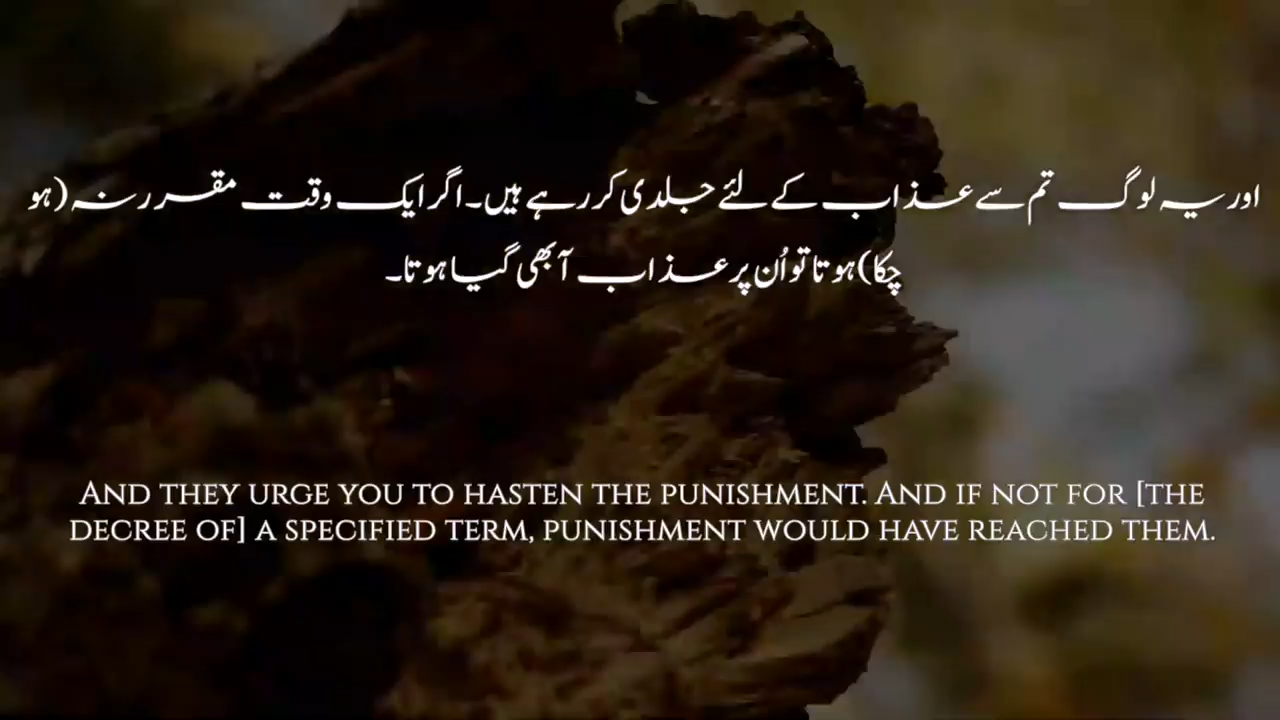 اور یہ لوگ تم سے عذاب کے لئے جلدی کر رہے ہیں۔ اگر ایک وقت مقرر نہ (ہو
چکا) ہوتا تو اُن پر عذاب آ بھی گیا ہوتا۔
AND THEY URGE YOU TO HASTEN THE PUNISHMENT. AND IF NOT FOR [THE
DECREE OF] A SPECIFIED TERM, PUNISHMENT WOULD HAVE REACHED THEM.